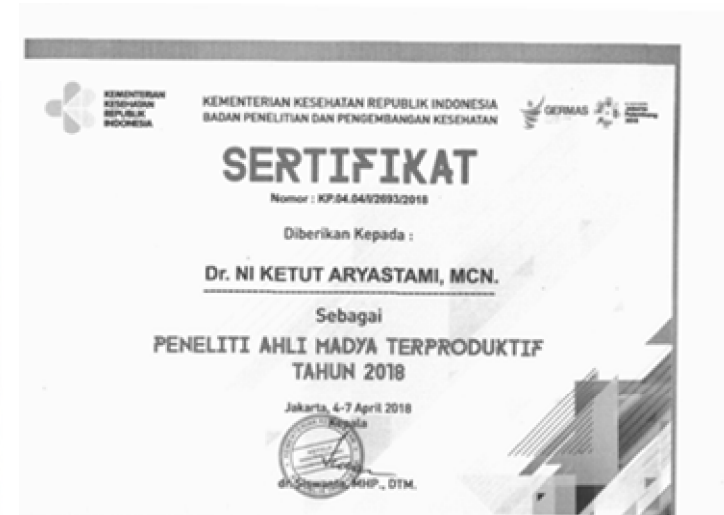 KEMENTERIAN
KESEHATAN
REPUBLIK
INDONESIA
KEMENTERIAN KESEHATAN REPUBLIK INDONESIA
BADAN PENELITIAN DAN PENGEMBANGAN KESEHATAN
GERMAS
SERTIFIKAT
Nomor : KP.04.04/I/2693/2018
Diberikan Kepada :
Dr. NI KETUT ARYASTAMI, MCN.
Sebagai
PENELITI AHLI MADYA TERPRODUKTIF
TAHUN 2018
Jakarta, 4-7 April 2018
Kepala
dr. Siswanto, MHP., DTM.